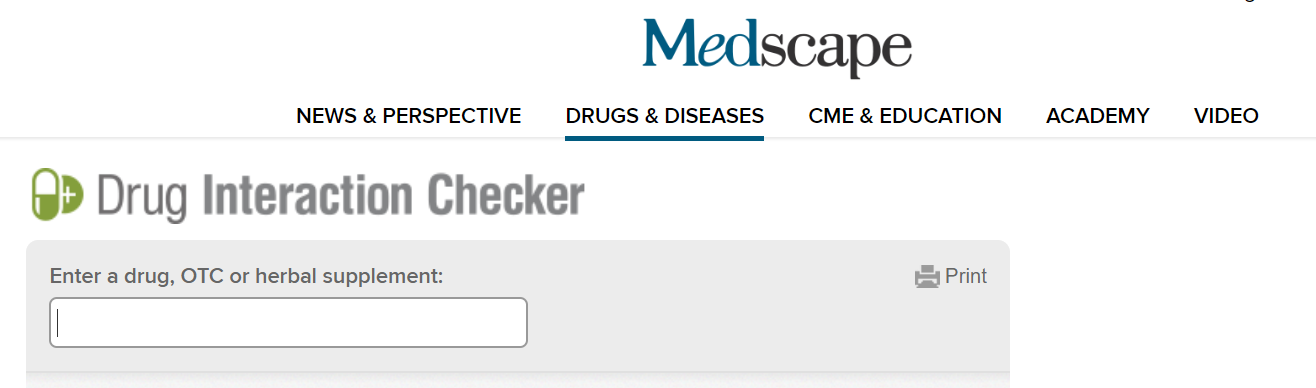 Medscape
NEWS & PERSPECTIVE DRUGS & DISEASES CME & EDUCATION ACADEMY VIDEO
Drug Interaction Checker
Enter a drug, OTC or herbal supplement: Print